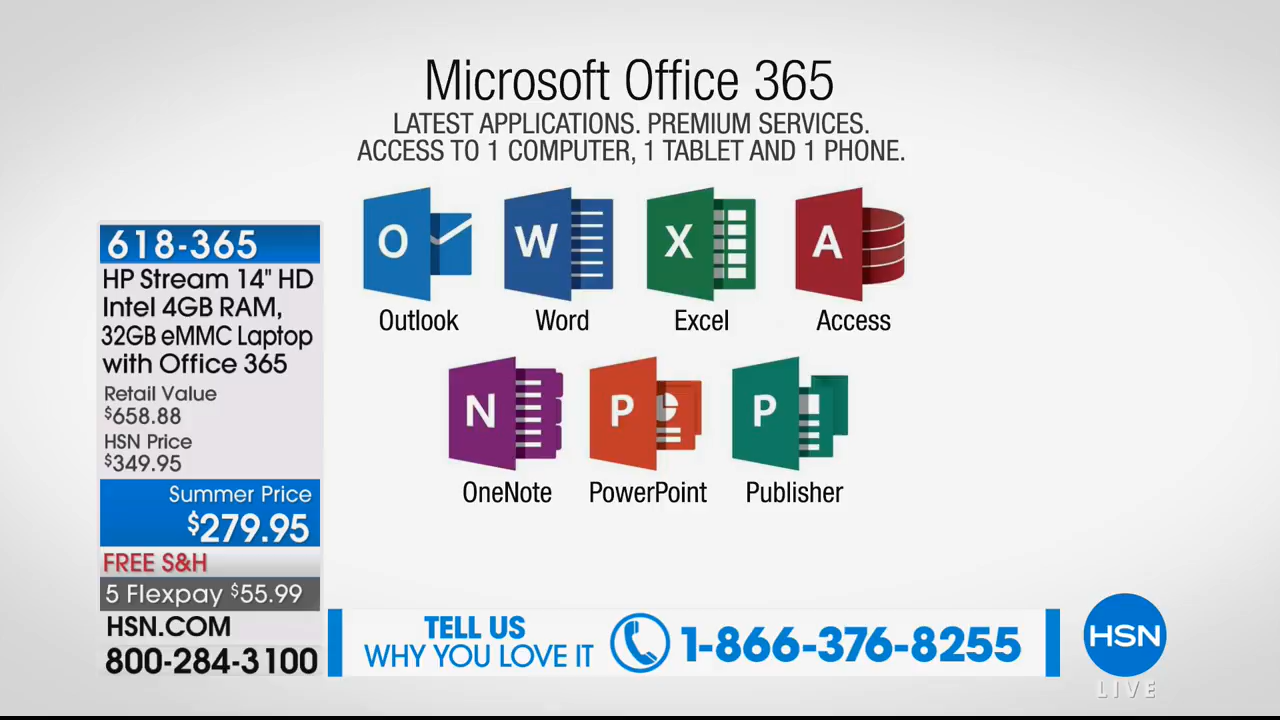 Microsoft Office 365
LATEST APPLICATIONS. PREMIUM SERVICES.
ACCESS TO 1 COMPUTER, 1 TABLET AND 1 PHONE.
O W X A
Outlook Word Excel Access
N P P
OneNote PowerPoint Publisher
618-365
HP Stream 14" HD
Intel 4GB RAM,
32GB eMMC Laptop
with Office 365
Retail Value
$658.88
HSN Price
$349.95
Summer Price
$279.95
FREE S&H
5 Flexpay $55.99
HSN.COM
800-284-3100
TELL US
WHY YOU LOVE IT
1-866-376-8255
HSN
LIVE